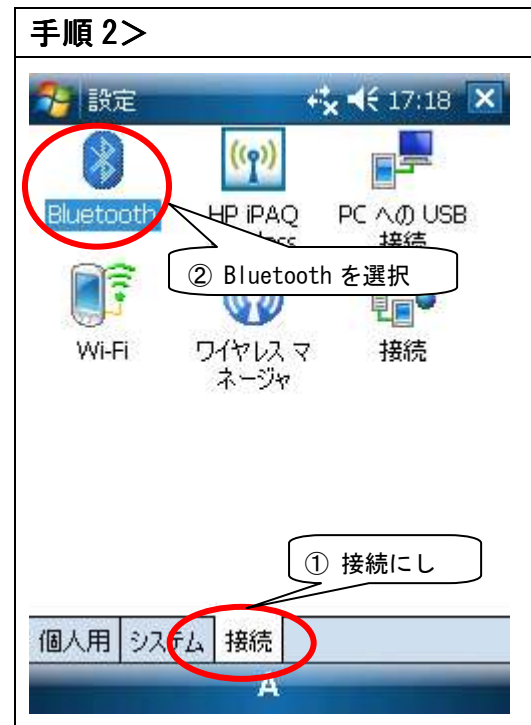 手順 2＞
設定 17:18
Bluetooth HP iPAQ PC への USB
接続
② Bluetooth を選択
Wi-Fi ワイヤレス マ 接続
ネージャ
① 接続にし
個人用 システム 接続
A